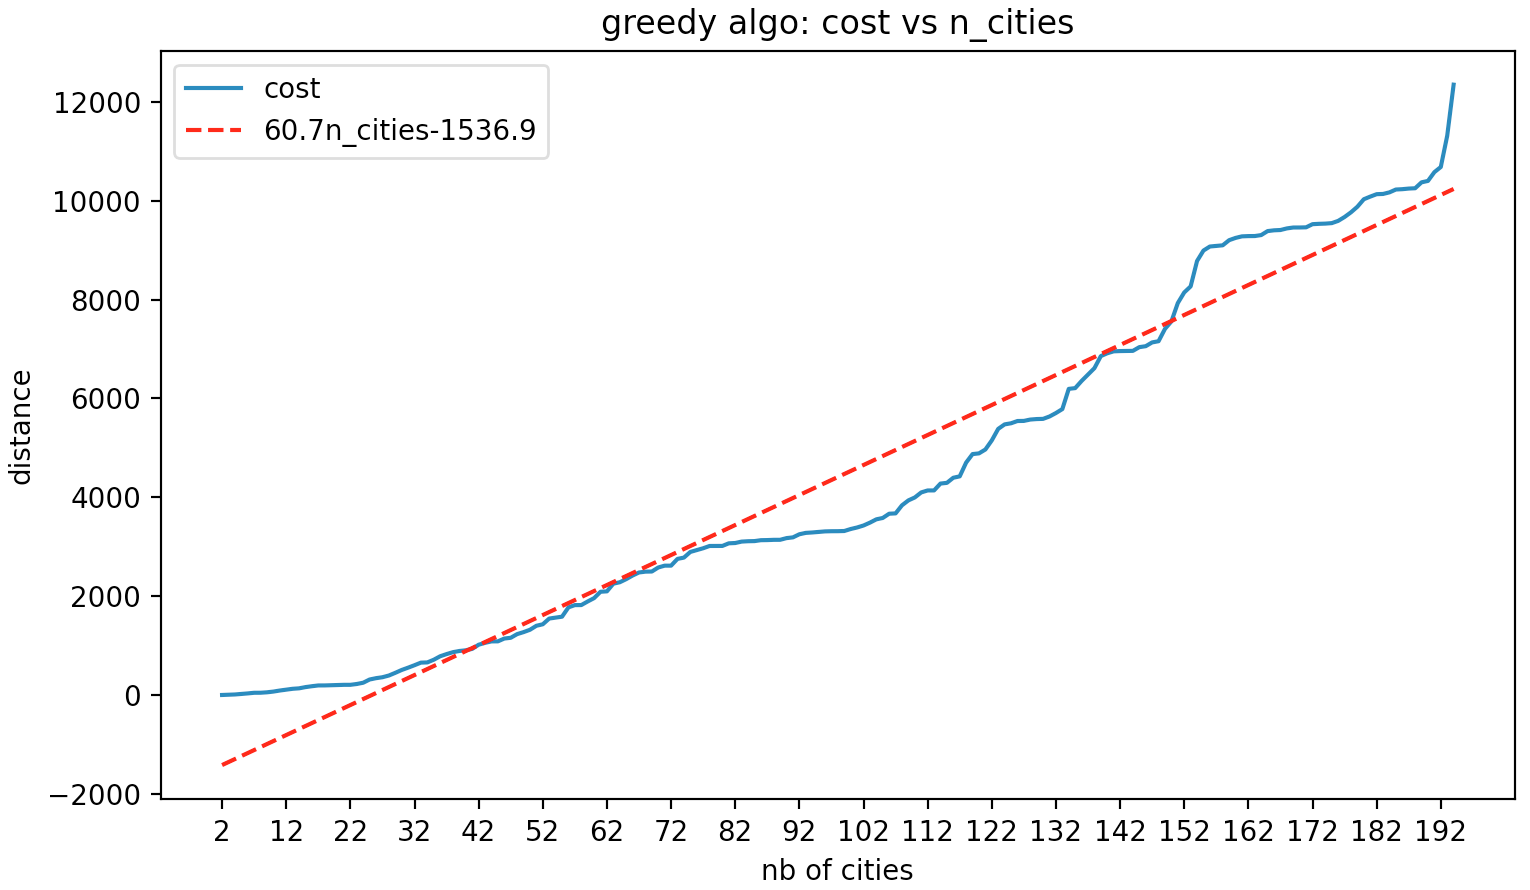 greedy algo: cost vs n_cities
cost
60.7n_cities-1536.9
distance
12000
10000
8000
6000
4000
2000
0
−2000
2 12 22 32 42 52 62 72 82 92 102 112 122 132 142 152 162 172 182 192
nb of cities